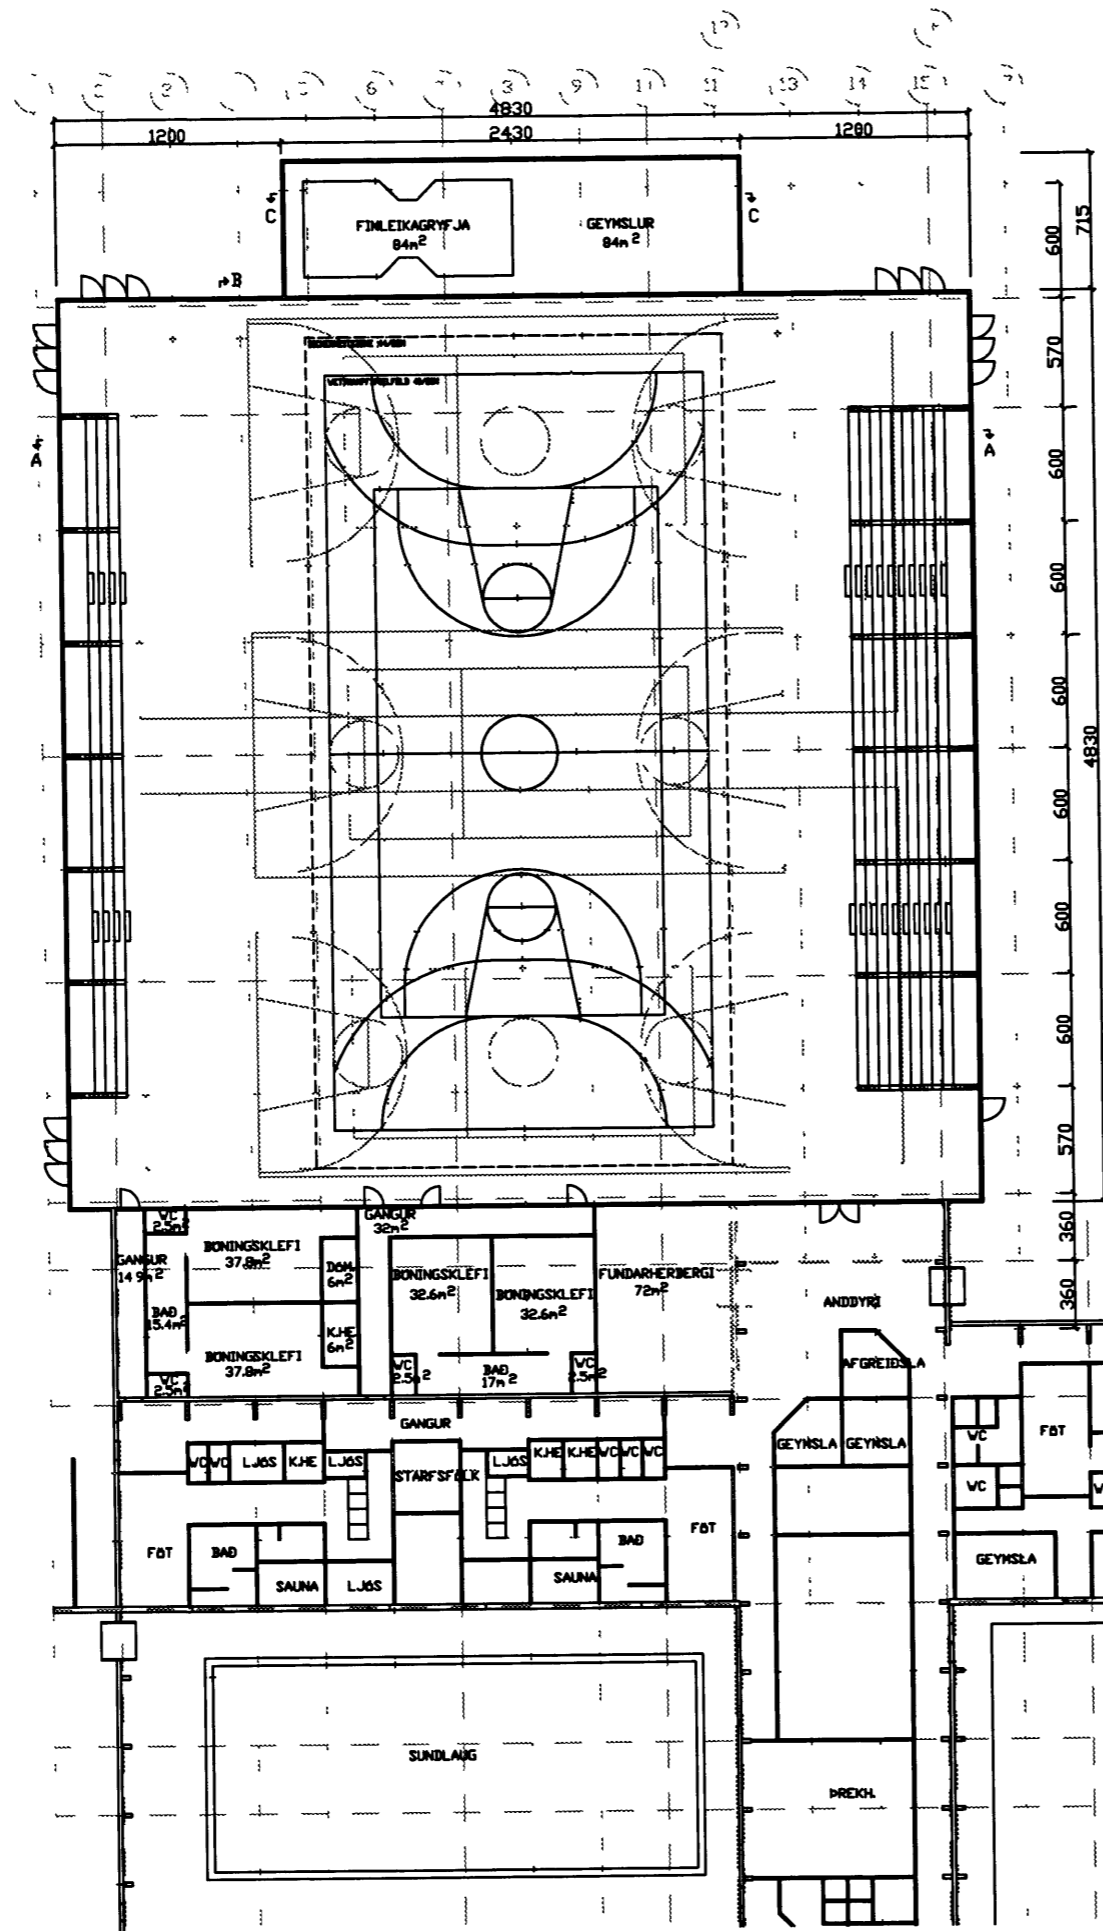 4830
1200 2430 1200
C C
FIMLEIKAGRYFJA
84m²
GEYMSLUR
84m²
B
600
715
570
A A
600
600
600
4830
600
600
600
570
360
360
WC
2.5m²
GANGUR
32m²
BÚNINGSKLEFI
37.8m²
GANGUR
14.9m²
DÓM.
6m²
BÚNINGSKLEFI
32.6m²
BÚNINGSKLEFI
32.6m²
FUNDARHERBERGI
72m²
ANDDYRI
BAÐ
15.4m²
K.HE
6m²
BÚNINGSKLEFI
37.8m²
WC
2.5m²
WC
2.5m²
BAÐ
17m²
WC
2.5m²
AFGREIÐSLA
GANGUR
GEYMSLA GEYMSLA
WC
FÖT
WC WC LJÓS K.HE LJÓS
STARFSFÓLK
LJÓS K.HE K.HE WC WC WC
WC
FÖT BAÐ SAUNA LJÓS SAUNA BAÐ FÖT
GEYMSLA
SUNDLAUG
ÞREKH.